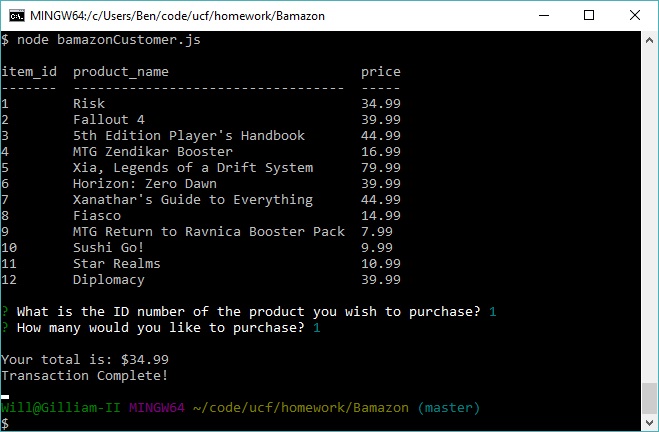 MINGW64:/c/Users/Ben/code/ucf/homework/Bamazon
$ node bamazonCustomer.js
item_id  product_name                        price
-------  ----------------------------------  -----
1        Risk                                34.99
2        Fallout 4                           39.99
3        5th Edition Player's Handbook       44.99
4        MTG Zendikar Booster                16.99
5        Xia, Legends of a Drift System      79.99
6        Horizon: Zero Dawn                  39.99
7        Xanathar's Guide to Everything      44.99
8        Fiasco                              14.99
9        MTG Return to Ravnica Booster Pack  7.99
10       Sushi Go!                           9.99
11       Star Realms                         10.99
12       Diplomacy                           39.99
? What is the ID number of the product you wish to purchase? 1
? How many would you like to purchase? 1
Your total is: $34.99
Transaction Complete!
Will@Gilliam-II MINGW64 ~/code/ucf/homework/Bamazon (master)
$